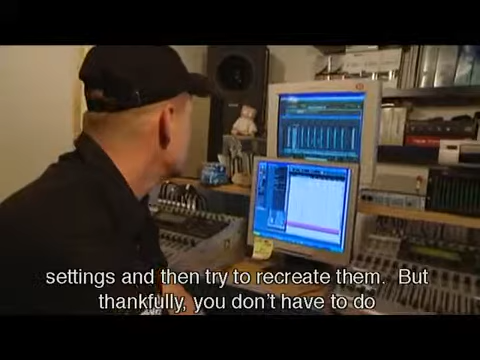 settings and then try to recreate them.  But
thankfully, you don't have to do